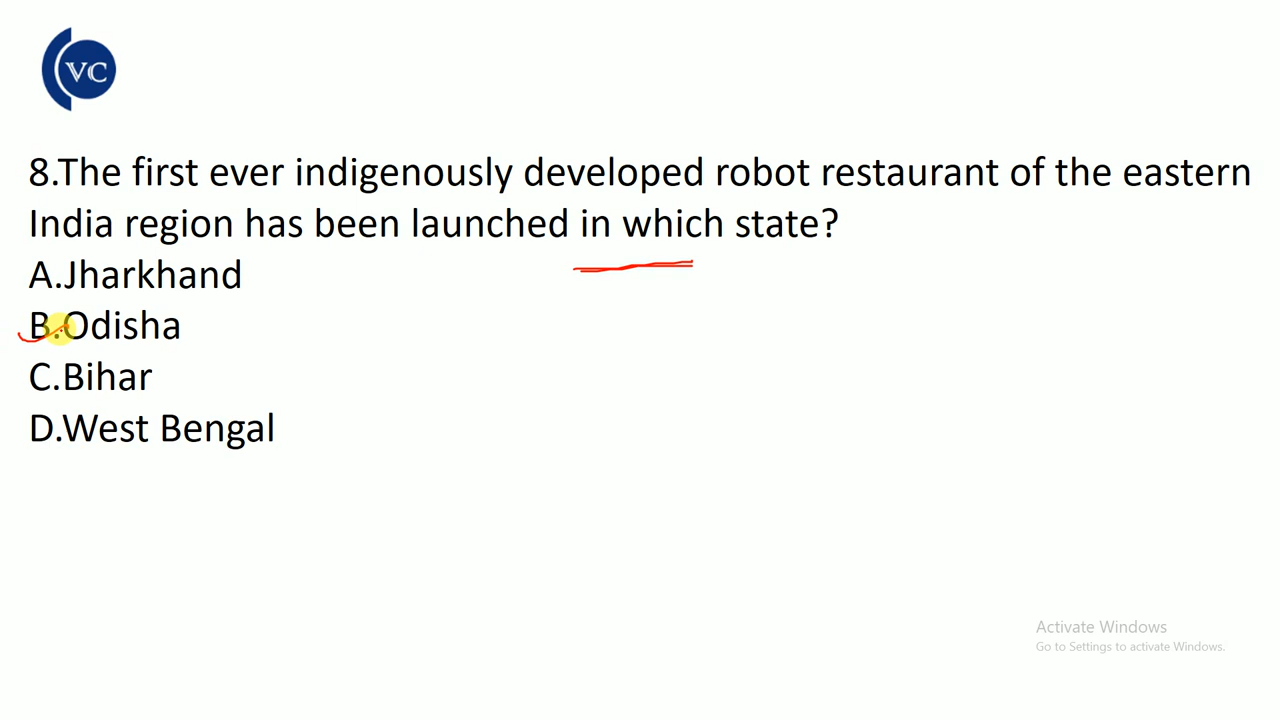 VC
8.The first ever indigenously developed robot restaurant of the eastern
India region has been launched in which state?
A.Jharkhand
B.Odisha
C.Bihar
D.West Bengal
Activate Windows
Go to Settings to activate Windows.